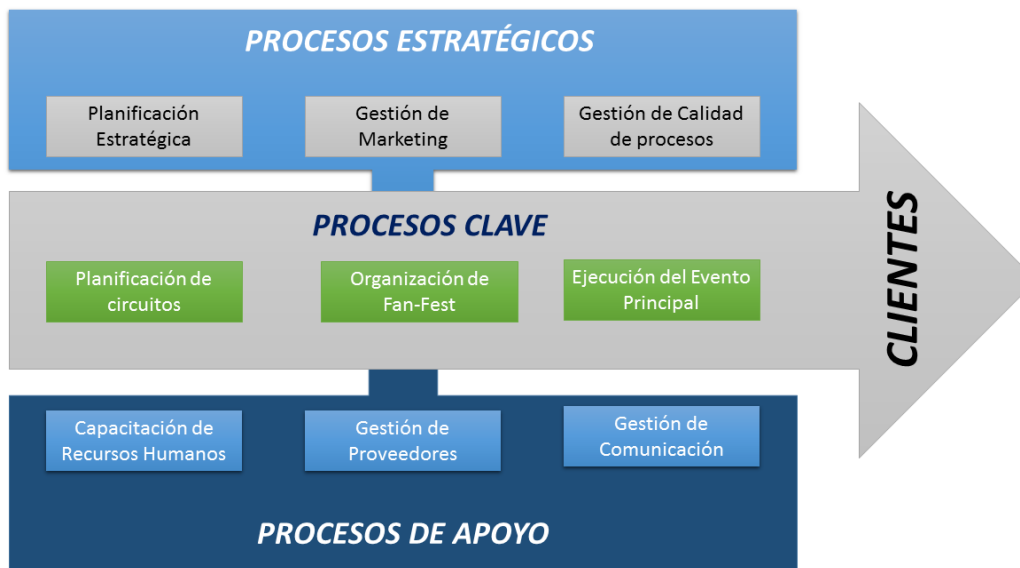 PROCESOS ESTRATÉGICOS
Planificación
Estratégica
Gestión de
Marketing
Gestión de Calidad
de procesos
PROCESOS CLAVE
Planificación de
circuitos
Organización de
Fan-Fest
Ejecución del Evento
Principal
CLIENTES
Capacitación de
Recursos Humanos
Gestión de
Proveedores
Gestión de
Comunicación
PROCESOS DE APOYO